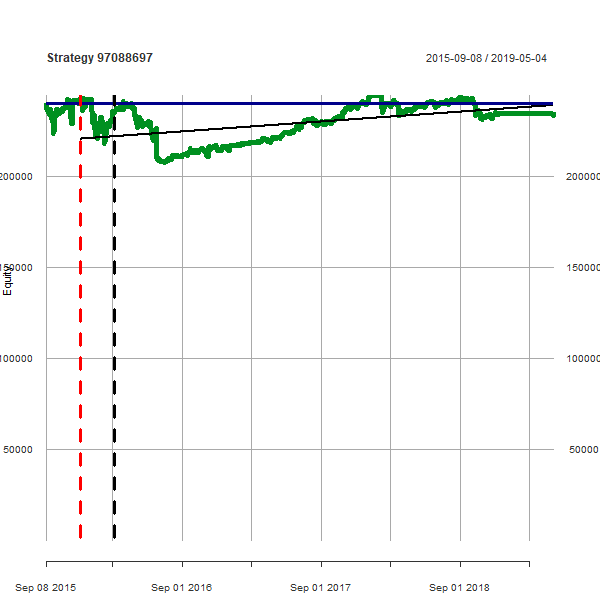 Strategy 97088697
2015-09-08 / 2019-05-04
200000
200000
150000
150000
Equity
100000
100000
50000
50000
Sep 08 2015
Sep 01 2016
Sep 01 2017
Sep 01 2018